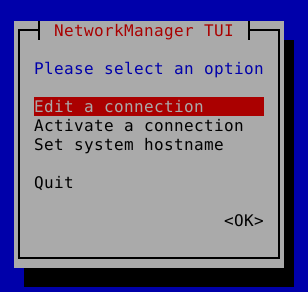 NetworkManager TUI
Please select an option
Edit a connection
Activate a connection
Set system hostname
Quit
<OK>